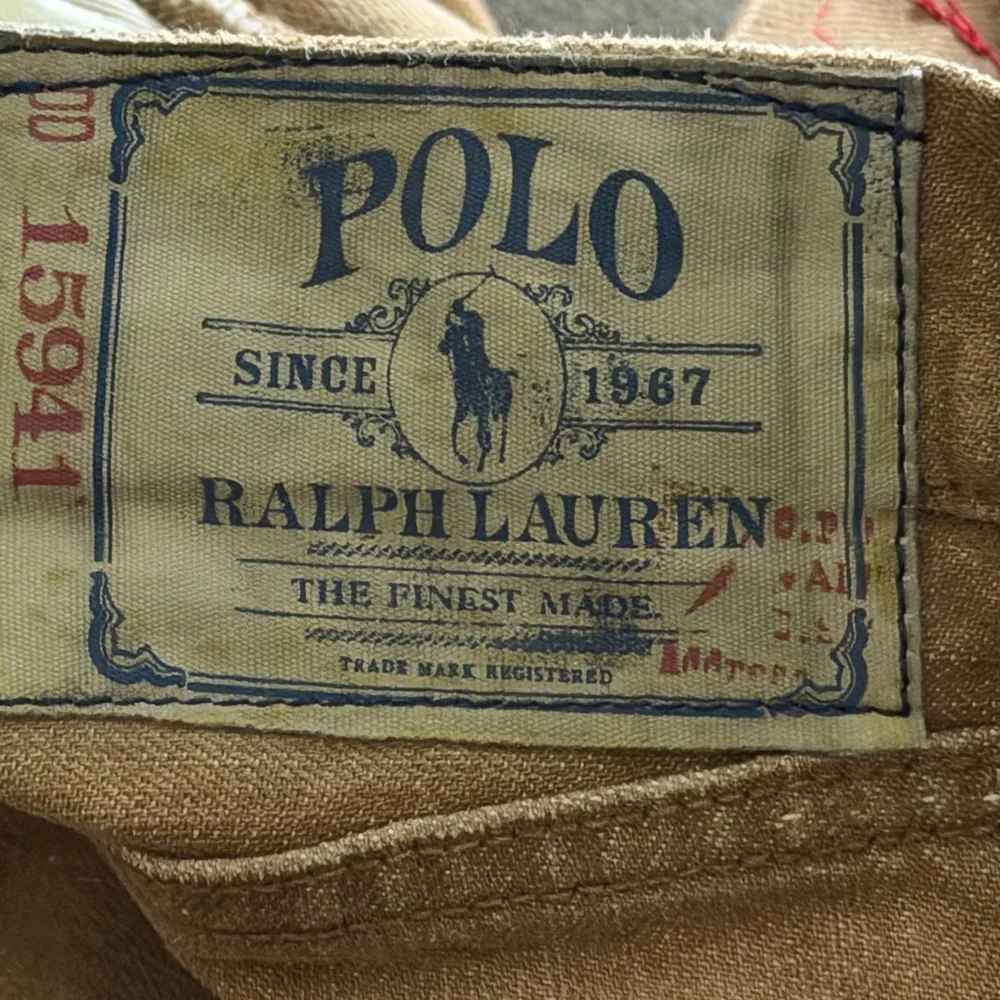 POLO
SINCE 1967
RALPH LAUREN
THE FINEST MADE.
TRADE MARK REGISTERED
15941